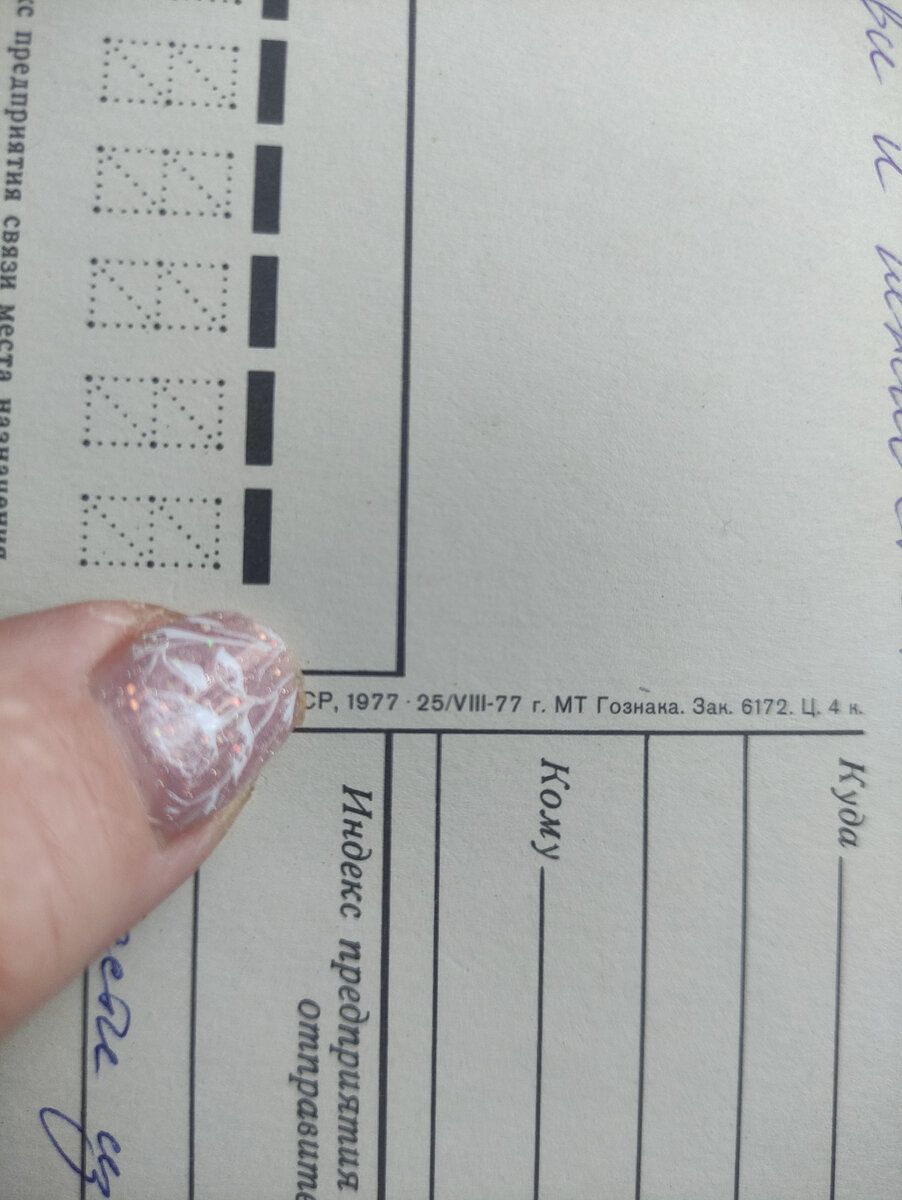 кс предприятия связи места назначения
СР, 1977 · 25/VIII-77 г. МТ Гознака. Зак. 6172. Ц. 4 к.
Куда
Кому
Индекс предприятия
отправите
и